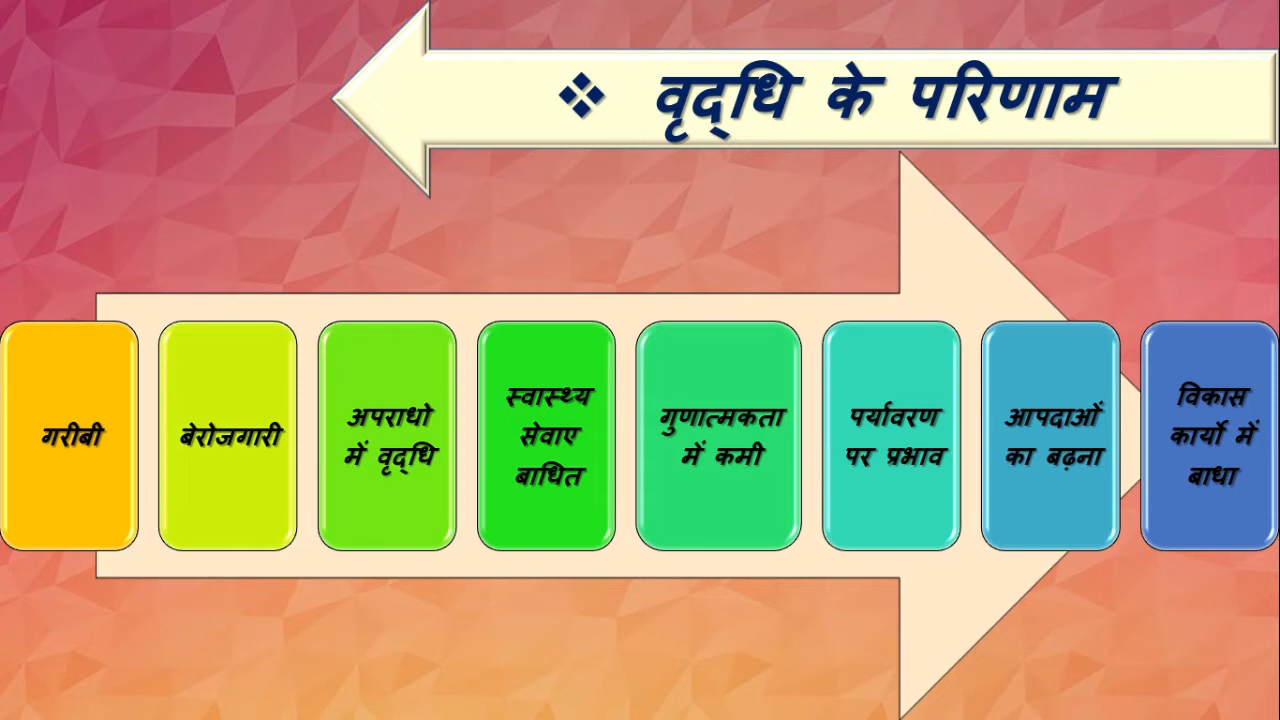 ❖ वृद्धि के परिणाम
गरीबी
बेरोजगारी
अपराधो
में वृद्धि
स्वास्थ्य
सेवाए
बाधित
गुणात्मकता
में कमी
पर्यावरण
पर प्रभाव
आपदाओं
का बढ़ना
विकास
कार्यो में
बाधा